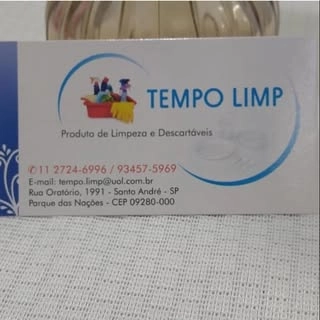 TEMPO LIMP
Produto de Limpeza e Descartáveis
11 2724-6996 / 93457-5969
E-mail: tempo.limp@uol.com.br
Rua Oratório, 1991 - Santo André - SP
Parque das Nações - CEP 09280-000